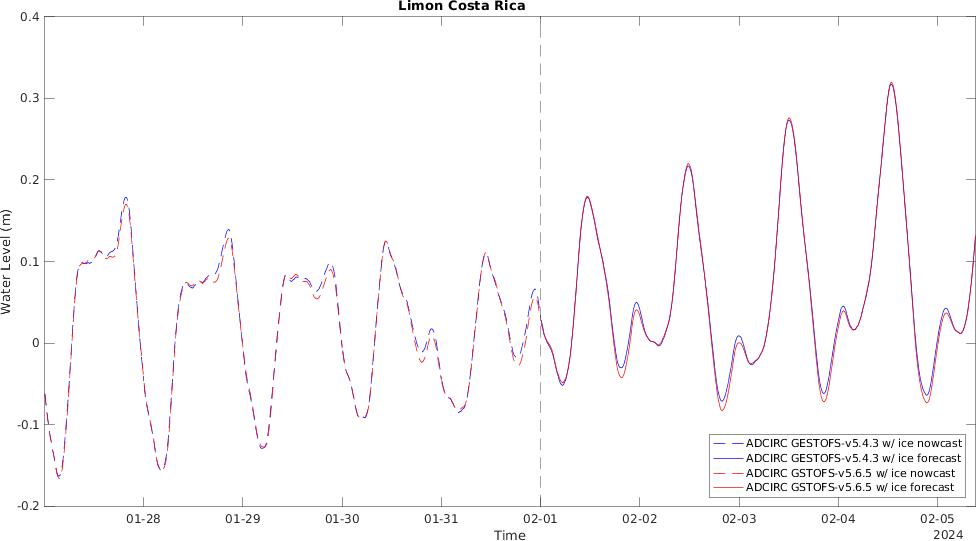 Limon Costa Rica
0.4
0.3
0.2
0.1
0
-0.1
-0.2
Water Level (m)
01-28
01-29
01-30
01-31
02-01
02-02
02-03
02-04
02-05
Time
2024
ADCIRC GESTOFS-v5.4.3 w/ ice nowcast
ADCIRC GESTOFS-v5.4.3 w/ ice forecast
ADCIRC GSTOFS-v5.6.5 w/ ice nowcast
ADCIRC GSTOFS-v5.6.5 w/ ice forecast